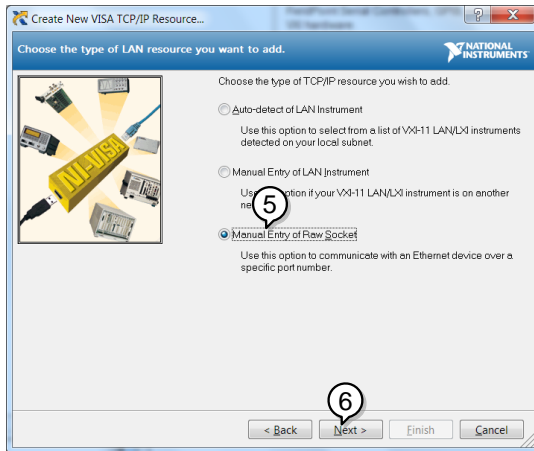 Create New VISA TCP/IP Resource...
Choose the type of LAN resource you want to add.
NATIONAL
INSTRUMENTS
Choose the type of TCP/IP resource you wish to add.
Auto-detect of LAN Instrument
Use this option to select from a list of VXI-11 LAN/LXI instruments
detected on your local subnet.
Manual Entry of LAN Instrument
option if your VXI-11 LAN/LXI instrument is on another
5
Manual Entry of Raw Socket
Use this option to communicate with an Ethernet device over a
specific port number.
NI-VISA
6
< Back
Next >
Finish
Cancel